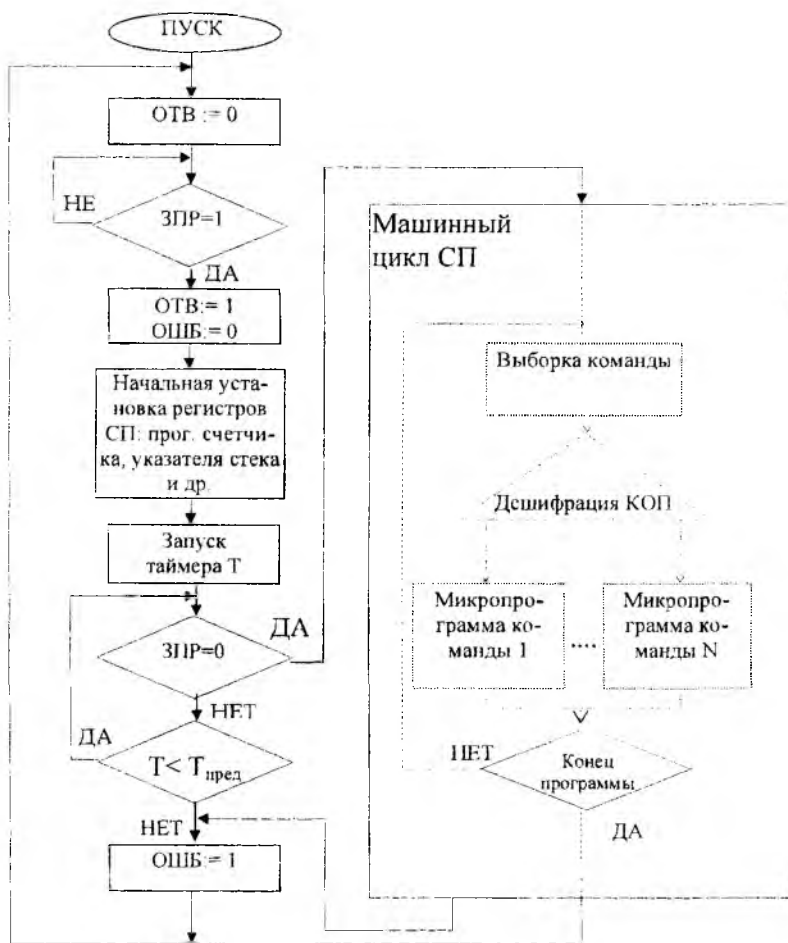 ПУСК
ОТВ := 0
НЕ
ЗПР=1
ДА
ОТВ:= 1
ОШБ:= 0
Начальная уста-
новка регистров
СП: прог. счетчи-
ка, указателя стека
и др.
Запуск
таймера Т
ЗПР=0
ДА
НЕТ
ДА
Т< Тпред
НЕТ
ОШБ:= 1
Машинный
цикл СП
Выборка команды
Дешифрация КОП
Микропро-
грамма ко-
манды 1
....
Микропро-
грамма ко-
манды N
НЕТ
Конец
программы
ДА